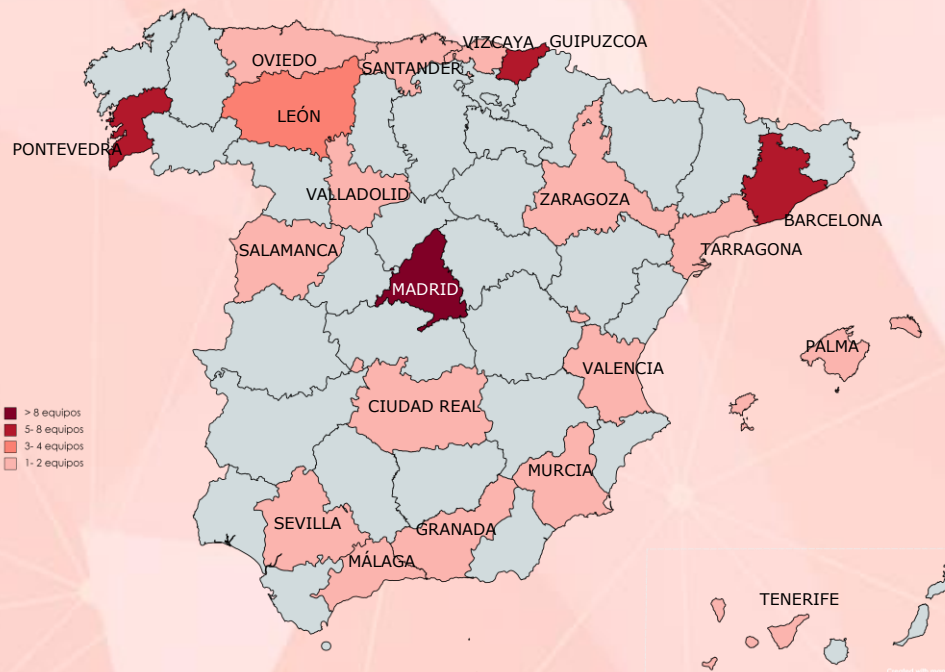 VIZCAYA
GUIPUZCOA
OVIEDO
SANTANDER
LEÓN
PONTEVEDRA
VALLADOLID
ZARAGOZA
BARCELONA
SALAMANCA
TARRAGONA
MADRID
PALMA
VALENCIA
CIUDAD REAL
> 8 equipos
5- 8 equipos
3- 4 equipos
1- 2 equipos
MURCIA
SEVILLA
GRANADA
MÁLAGA
TENERIFE